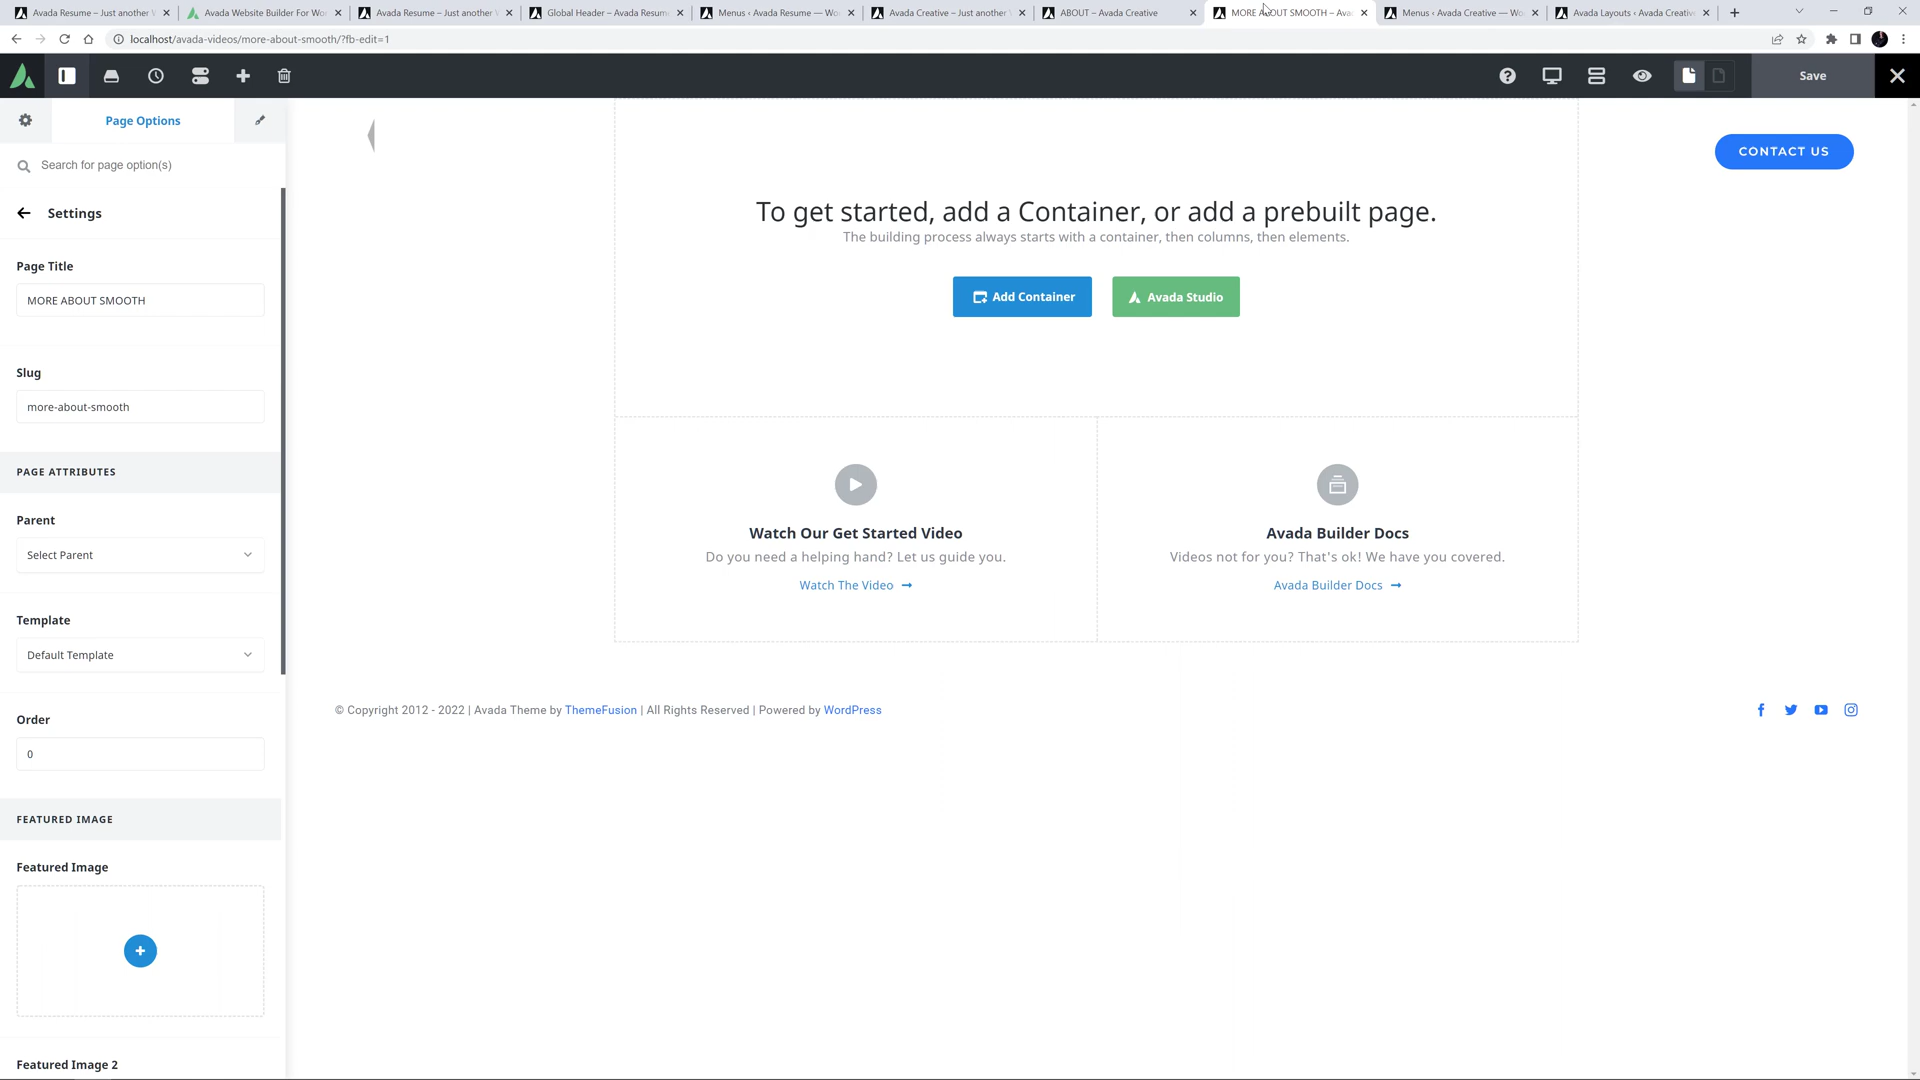 Avada Resume – Just another
Avada Website Builder For Wo
Avada Resume – Just another
Global Header – Avada Resum
Menus ‹ Avada Resume — Wo
Avada Creative – Just another
ABOUT – Avada Creative
MORE ABOUT SMOOTH – Ava
Menus ‹ Avada Creative — Wo
Avada Layouts ‹ Avada Creativ
localhost/avada-videos/more-about-smooth/?fb-edit=1
Save
Page Options
Search for page option(s)
Settings
Page Title
MORE ABOUT SMOOTH
Slug
more-about-smooth
PAGE ATTRIBUTES
Parent
Select Parent
Template
Default Template
Order
0
FEATURED IMAGE
Featured Image
Featured Image 2
CONTACT US
To get started, add a Container, or add a prebuilt page.
The building process always starts with a container, then columns, then elements.
Add Container
Avada Studio
Watch Our Get Started Video
Do you need a helping hand? Let us guide you.
Watch The Video
Avada Builder Docs
Videos not for you? That's ok! We have you covered.
Avada Builder Docs
© Copyright 2012 - 2022 | Avada Theme by ThemeFusion | All Rights Reserved | Powered by WordPress